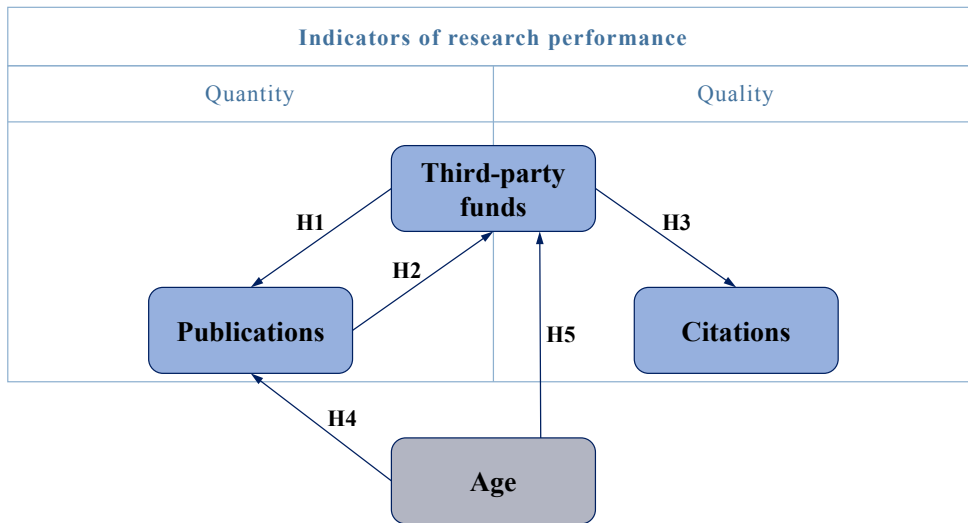 Indicators of research performance
Quantity
Quality
Third-party
funds
H1
H3
H2
Publications
H5
Citations
H4
Age